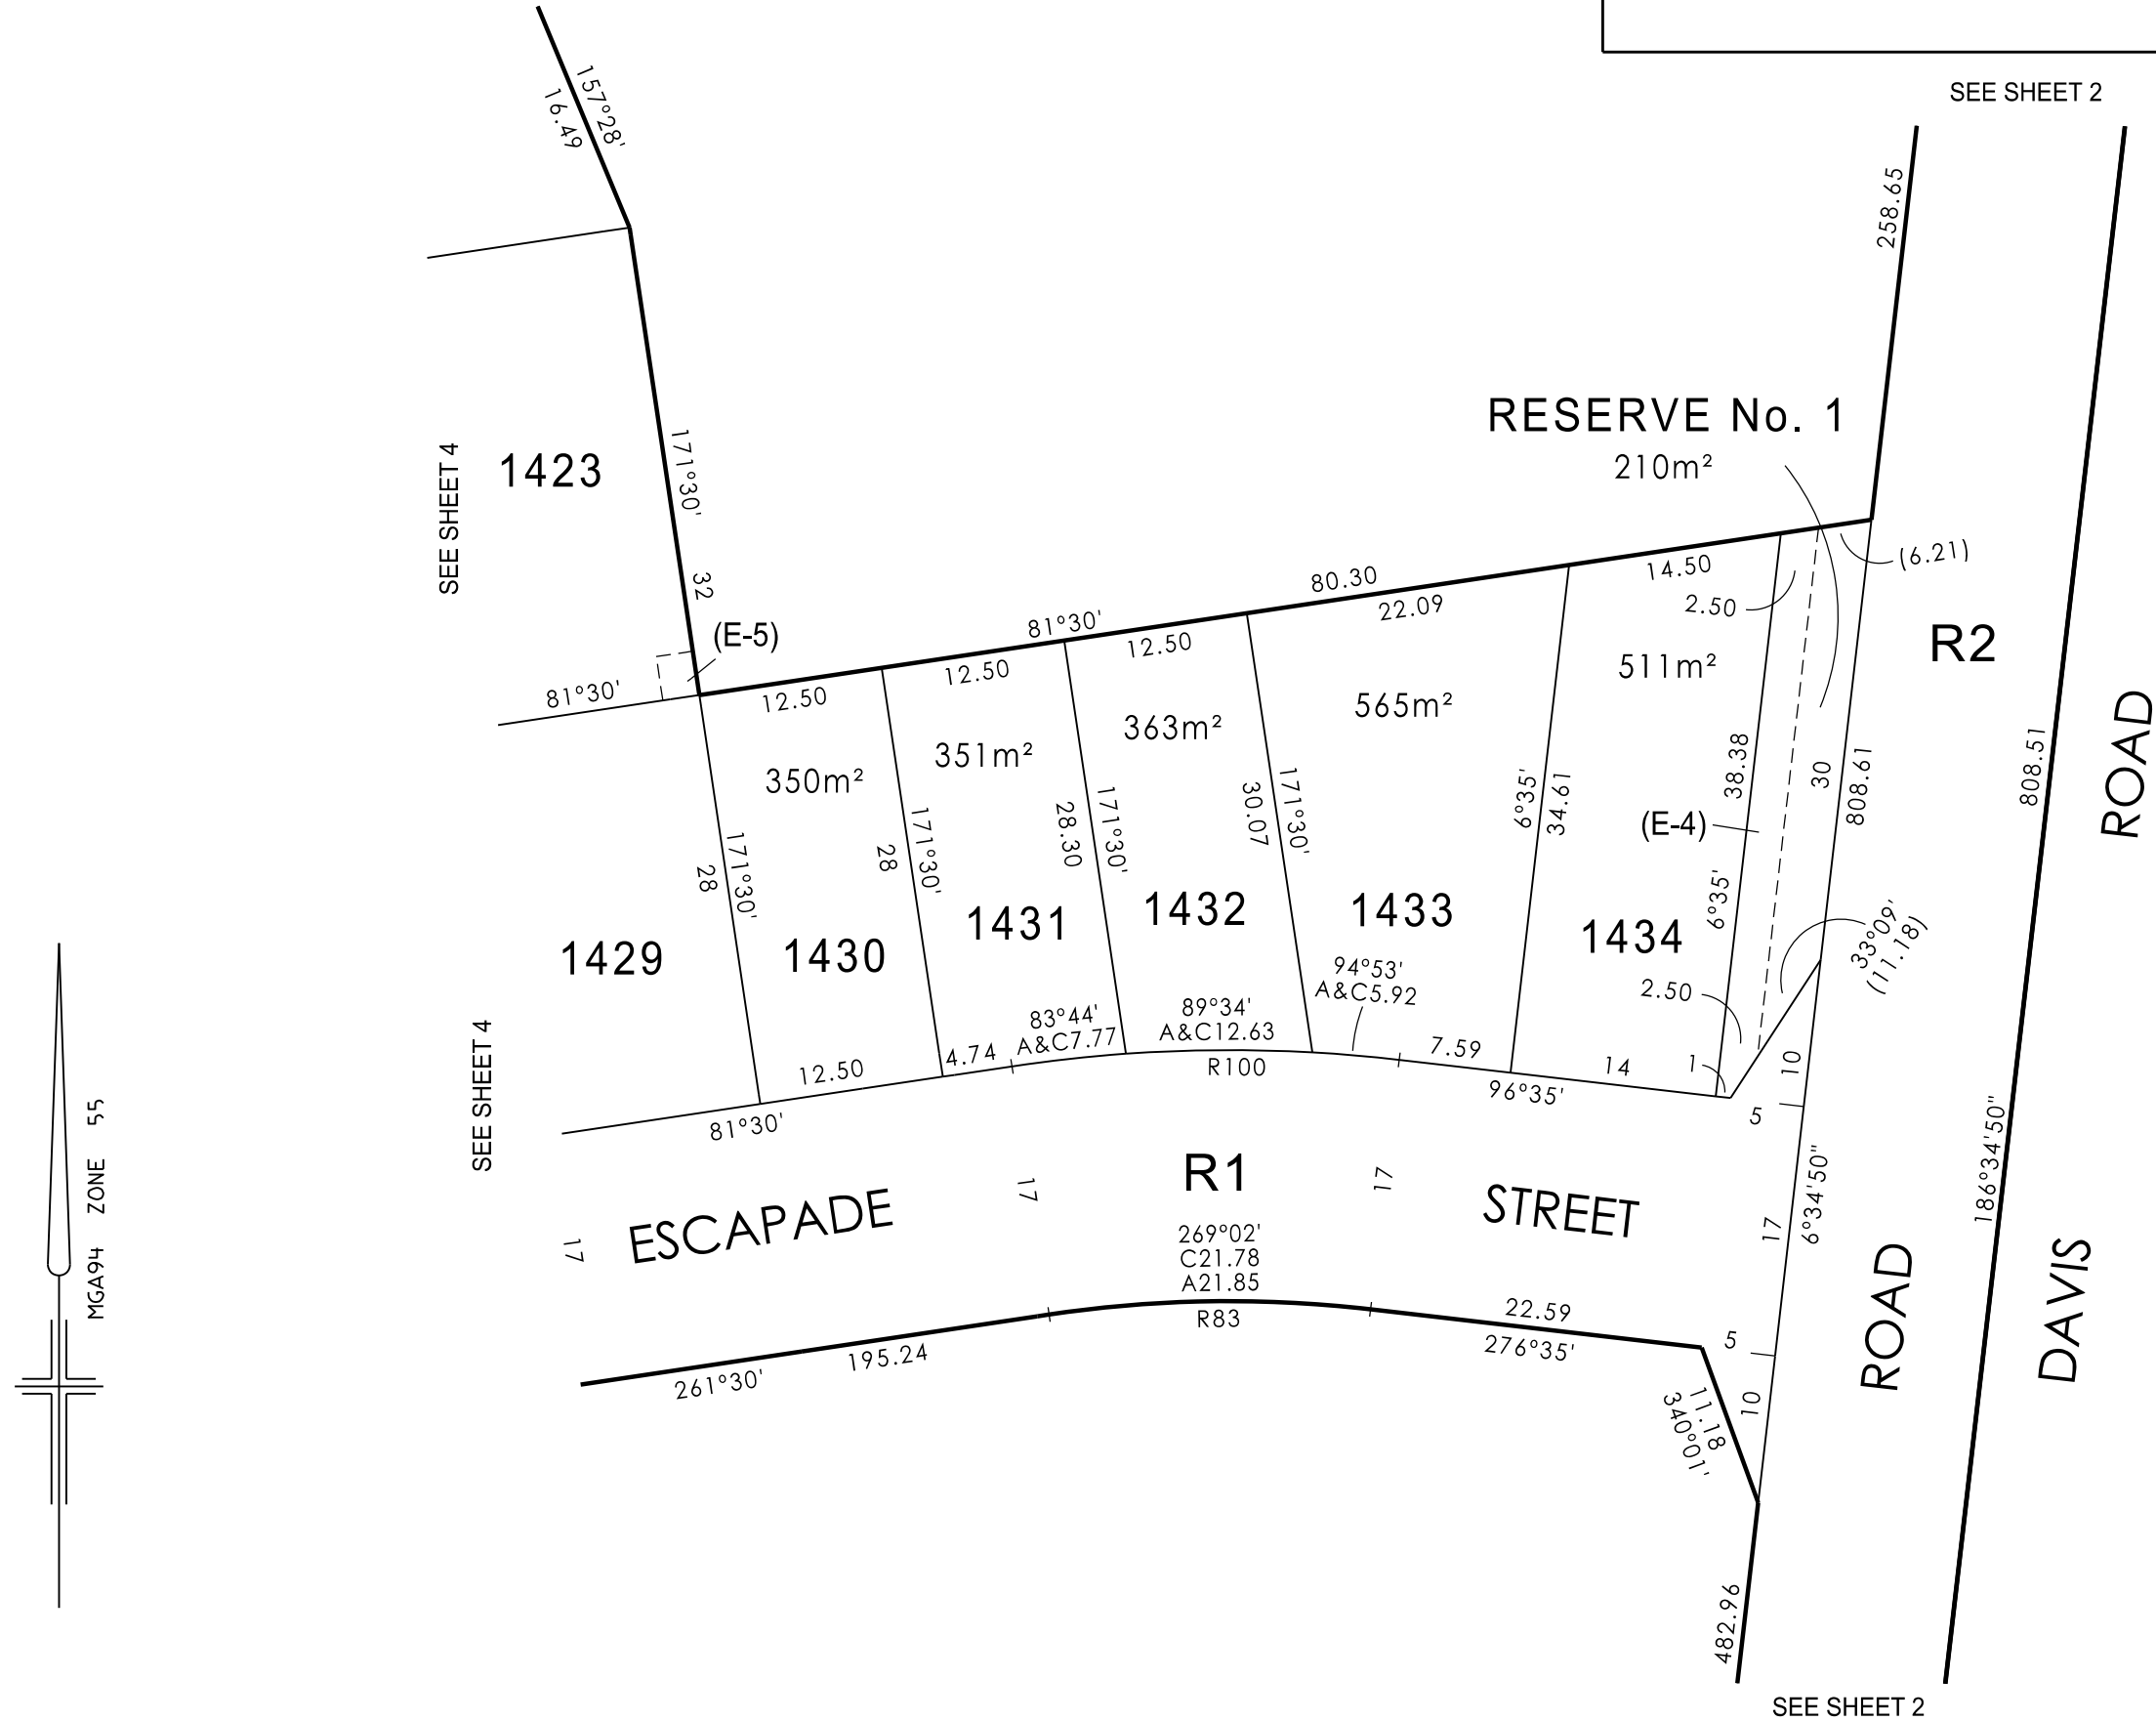 SEE SHEET 2
157°28'
16.49
258.65
RESERVE No. 1
210m²
SEE SHEET 4
1423
171°30'
32
(E-5)
81°30'
81°30'
80.30
12.50
12.50
12.50
22.09
14.50
2.50
(6.21)
R2
350m²
351m²
363m²
565m²
511m²
38.38
30
808.61
808.51
ROAD
28
171°30'
28
171°30'
28.30
171°30'
30.07
171°30'
6°35'
34.61
(E-4)
6°35'
33°09'
(11.18)
1429
1430
1431
1432
1433
1434
94°53'
A&C5.92
2.50
SEE SHEET 4
12.50
4.74
83°44'
A&C7.77
89°34'
A&C12.63
R100
7.59
14
1
10
81°30'
96°35'
5
186°34'50"
6°34'50"
17
ESCAPADE
R1
STREET
17
17
17
269°02'
C21.78
A21.85
R83
22.59
276°35'
5
10
195.24
261°30'
11.18
340°01'
ROAD
DAVIS
MGA94 ZONE 55
482.96
SEE SHEET 2